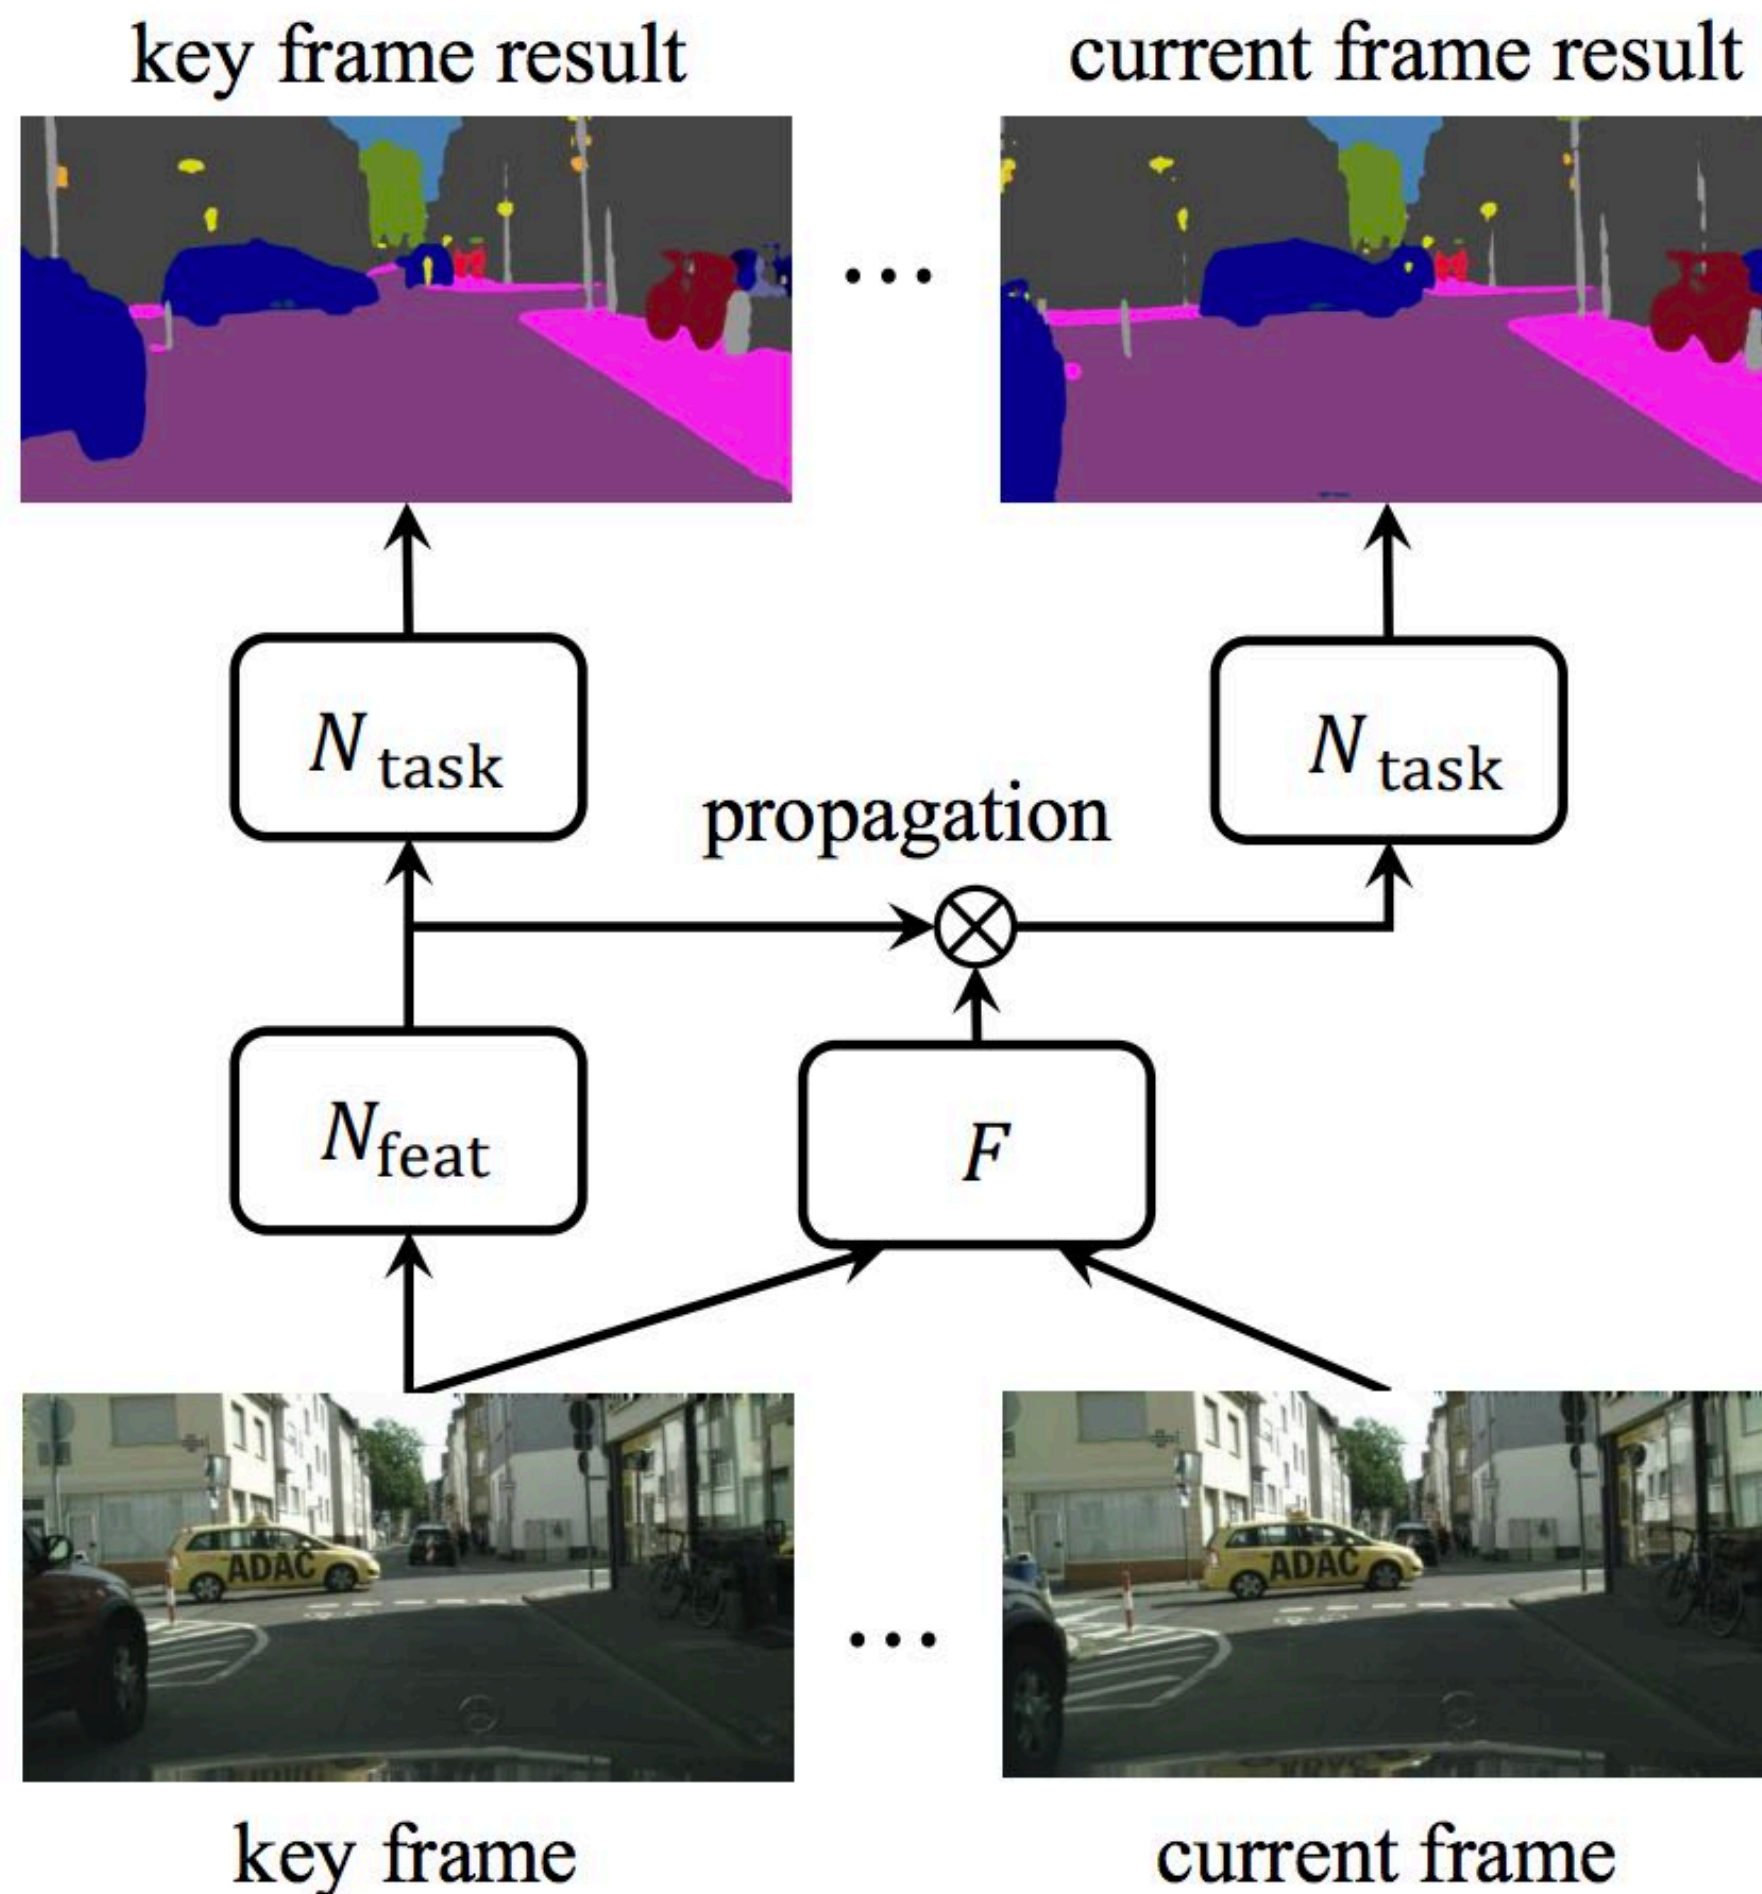 key frame result
current frame result
...
N task
N task
propagation
N feat
F
ADAC
ADAC
...
key frame
current frame